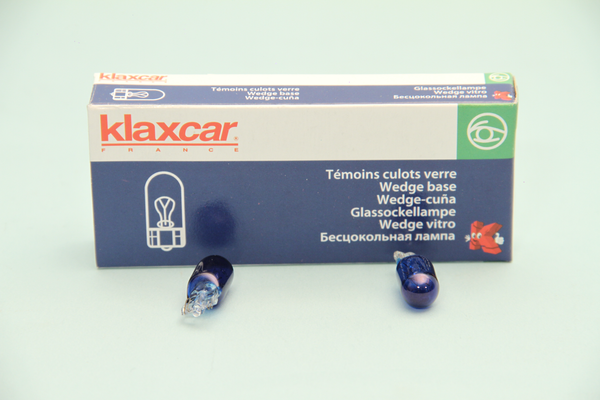 klaxcar
Témoins culots verre
Wedge base
Wedge-cuña
Glassockellampe
Wedge vitro
Бесцокольная лампа
klaxcar®
FRANCE
Témoins culots verre
Wedge base
Wedge-cuña
Glassockellampe
Wedge vitro
Бесцокольная лампа